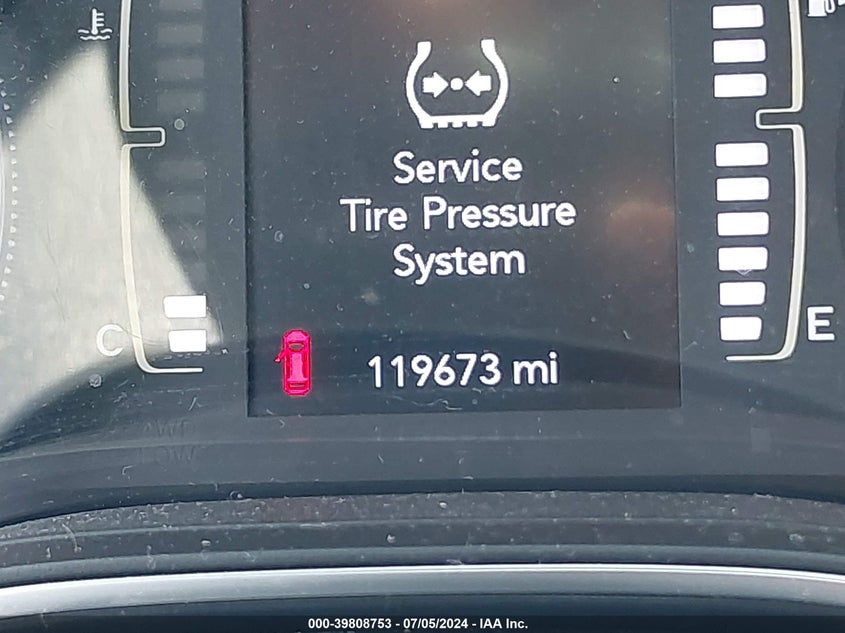 Service
Tire Pressure
System
C
E
119673 mi
000-39808753 - 07/05/2024 - IAA Inc.